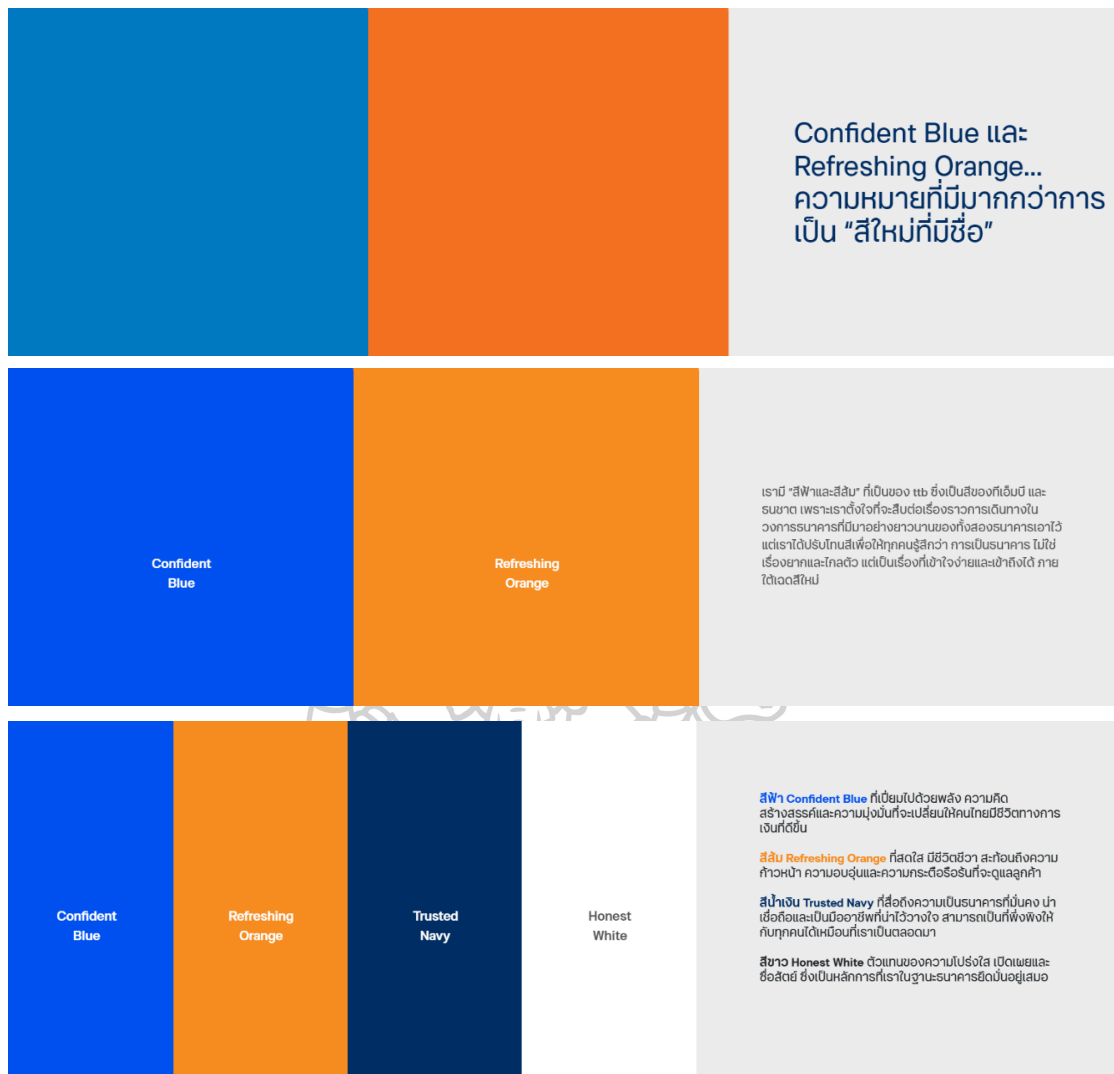 Confident Blue และ
Refreshing Orange...
ความหมายที่มีมากกว่าการ
เป็น “สีใหม่ที่มีชื่อ”
Confident
Blue
Refreshing
Orange
เรามี “สีฟ้าและสีส้ม” ที่เป็นของ ttb ซึ่งเป็นสีของทีเอ็มบี และ
ธนชาต เพราะเราตั้งใจที่จะสืบต่อเรื่องราวการเดินทางใน
วงการธนาคารที่มีมาอย่างยาวนานของทั้งสองธนาคารเอาไว้
แต่เราได้ปรับโทนสีเพื่อให้ทุกคนรู้สึกว่า การเป็นธนาคาร ไม่ใช่
เรื่องยากและไกลตัว แต่เป็นเรื่องที่เข้าใจง่ายและเข้าถึงได้ ภาย
ใต้เฉดสีใหม่
Confident
Blue
Refreshing
Orange
Trusted
Navy
Honest
White
สีฟ้า Confident Blue ที่เปี่ยมไปด้วยพลัง ความคิด
สร้างสรรค์และความมุ่งมั่นที่จะเปลี่ยนให้คนไทยมีชีวิตทางการ
เงินที่ดีขึ้น
สีส้ม Refreshing Orange ที่สดใส มีชีวิตชีวา สะท้อนถึงความ
ก้าวหน้า ความอบอุ่นและความกระตือรือร้นที่จะดูแลลูกค้า
สีน้ำเงิน Trusted Navy ที่สื่อถึงความเป็นธนาคารที่มั่นคง น่า
เชื่อถือและเป็นมืออาชีพที่น่าไว้วางใจ สามารถเป็นที่พึ่งพิงให้
กับทุกคนได้เหมือนที่เราเป็นตลอดมา
สีขาว Honest White ตัวแทนของความโปร่งใส เปิดเผยและ
ซื่อสัตย์ ซึ่งเป็นหลักการที่เราในฐานะธนาคารยึดมั่นอยู่เสมอ